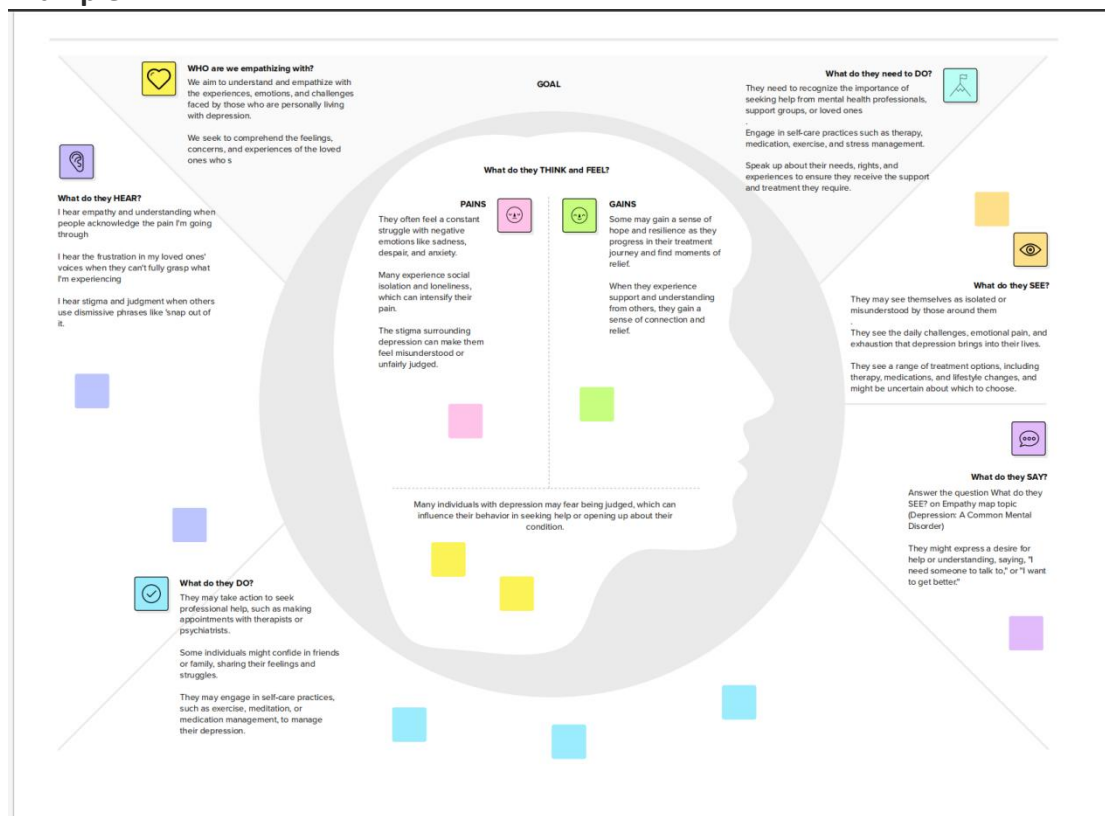 WHO are we empathizing with?
We aim to understand and empathize with
the experiences, emotions, and challenges
faced by those who are personally living
with depression.
We seek to comprehend the feelings,
concerns, and experiences of the loved
ones who s
GOAL
What do they need to DO?
They need to recognize the importance of
seeking help from mental health professionals,
support groups, or loved ones
.
Engage in self-care practices such as therapy,
medication, exercise, and stress management.
Speak up about their needs, rights, and
experiences to ensure they receive the support
and treatment they require.
What do they HEAR?
I hear empathy and understanding when
people acknowledge the pain I'm going
through
I hear the frustration in my loved ones'
voices when they can't fully grasp what
I'm experiencing
I hear stigma and judgment when others
use dismissive phrases like 'snap out of
it.
What do they THINK and FEEL?
PAINS
They often feel a constant
struggle with negative
emotions like sadness,
despair, and anxiety.
Many experience social
isolation and loneliness,
which can intensify their
pain.
The stigma surrounding
depression can make them
feel misunderstood or
unfairly judged.
GAINS
Some may gain a sense of
hope and resilience as they
progress in their treatment
journey and find moments of
relief.
When they experience
support and understanding
from others, they gain a
sense of connection and
relief.
What do they SEE?
They may see themselves as isolated or
misunderstood by those around them
.
They see the daily challenges, emotional pain, and
exhaustion that depression brings into their lives.
They see a range of treatment options, including
therapy, medications, and lifestyle changes, and
might be uncertain about which to choose.
What do they SAY?
Answer the question What do they
SEE? on Empathy map topic
(Depression: A Common Mental
Disorder)
They might express a desire for
help or understanding, saying, "I
need someone to talk to," or "I want
to get better."
Many individuals with depression may fear being judged, which can
influence their behavior in seeking help or opening up about their
condition.
What do they DO?
They may take action to seek
professional help, such as making
appointments with therapists or
psychiatrists.
Some individuals might confide in friends
or family, sharing their feelings and
struggles.
They may engage in self-care practices,
such as exercise, meditation, or
medication management, to manage
their depression.